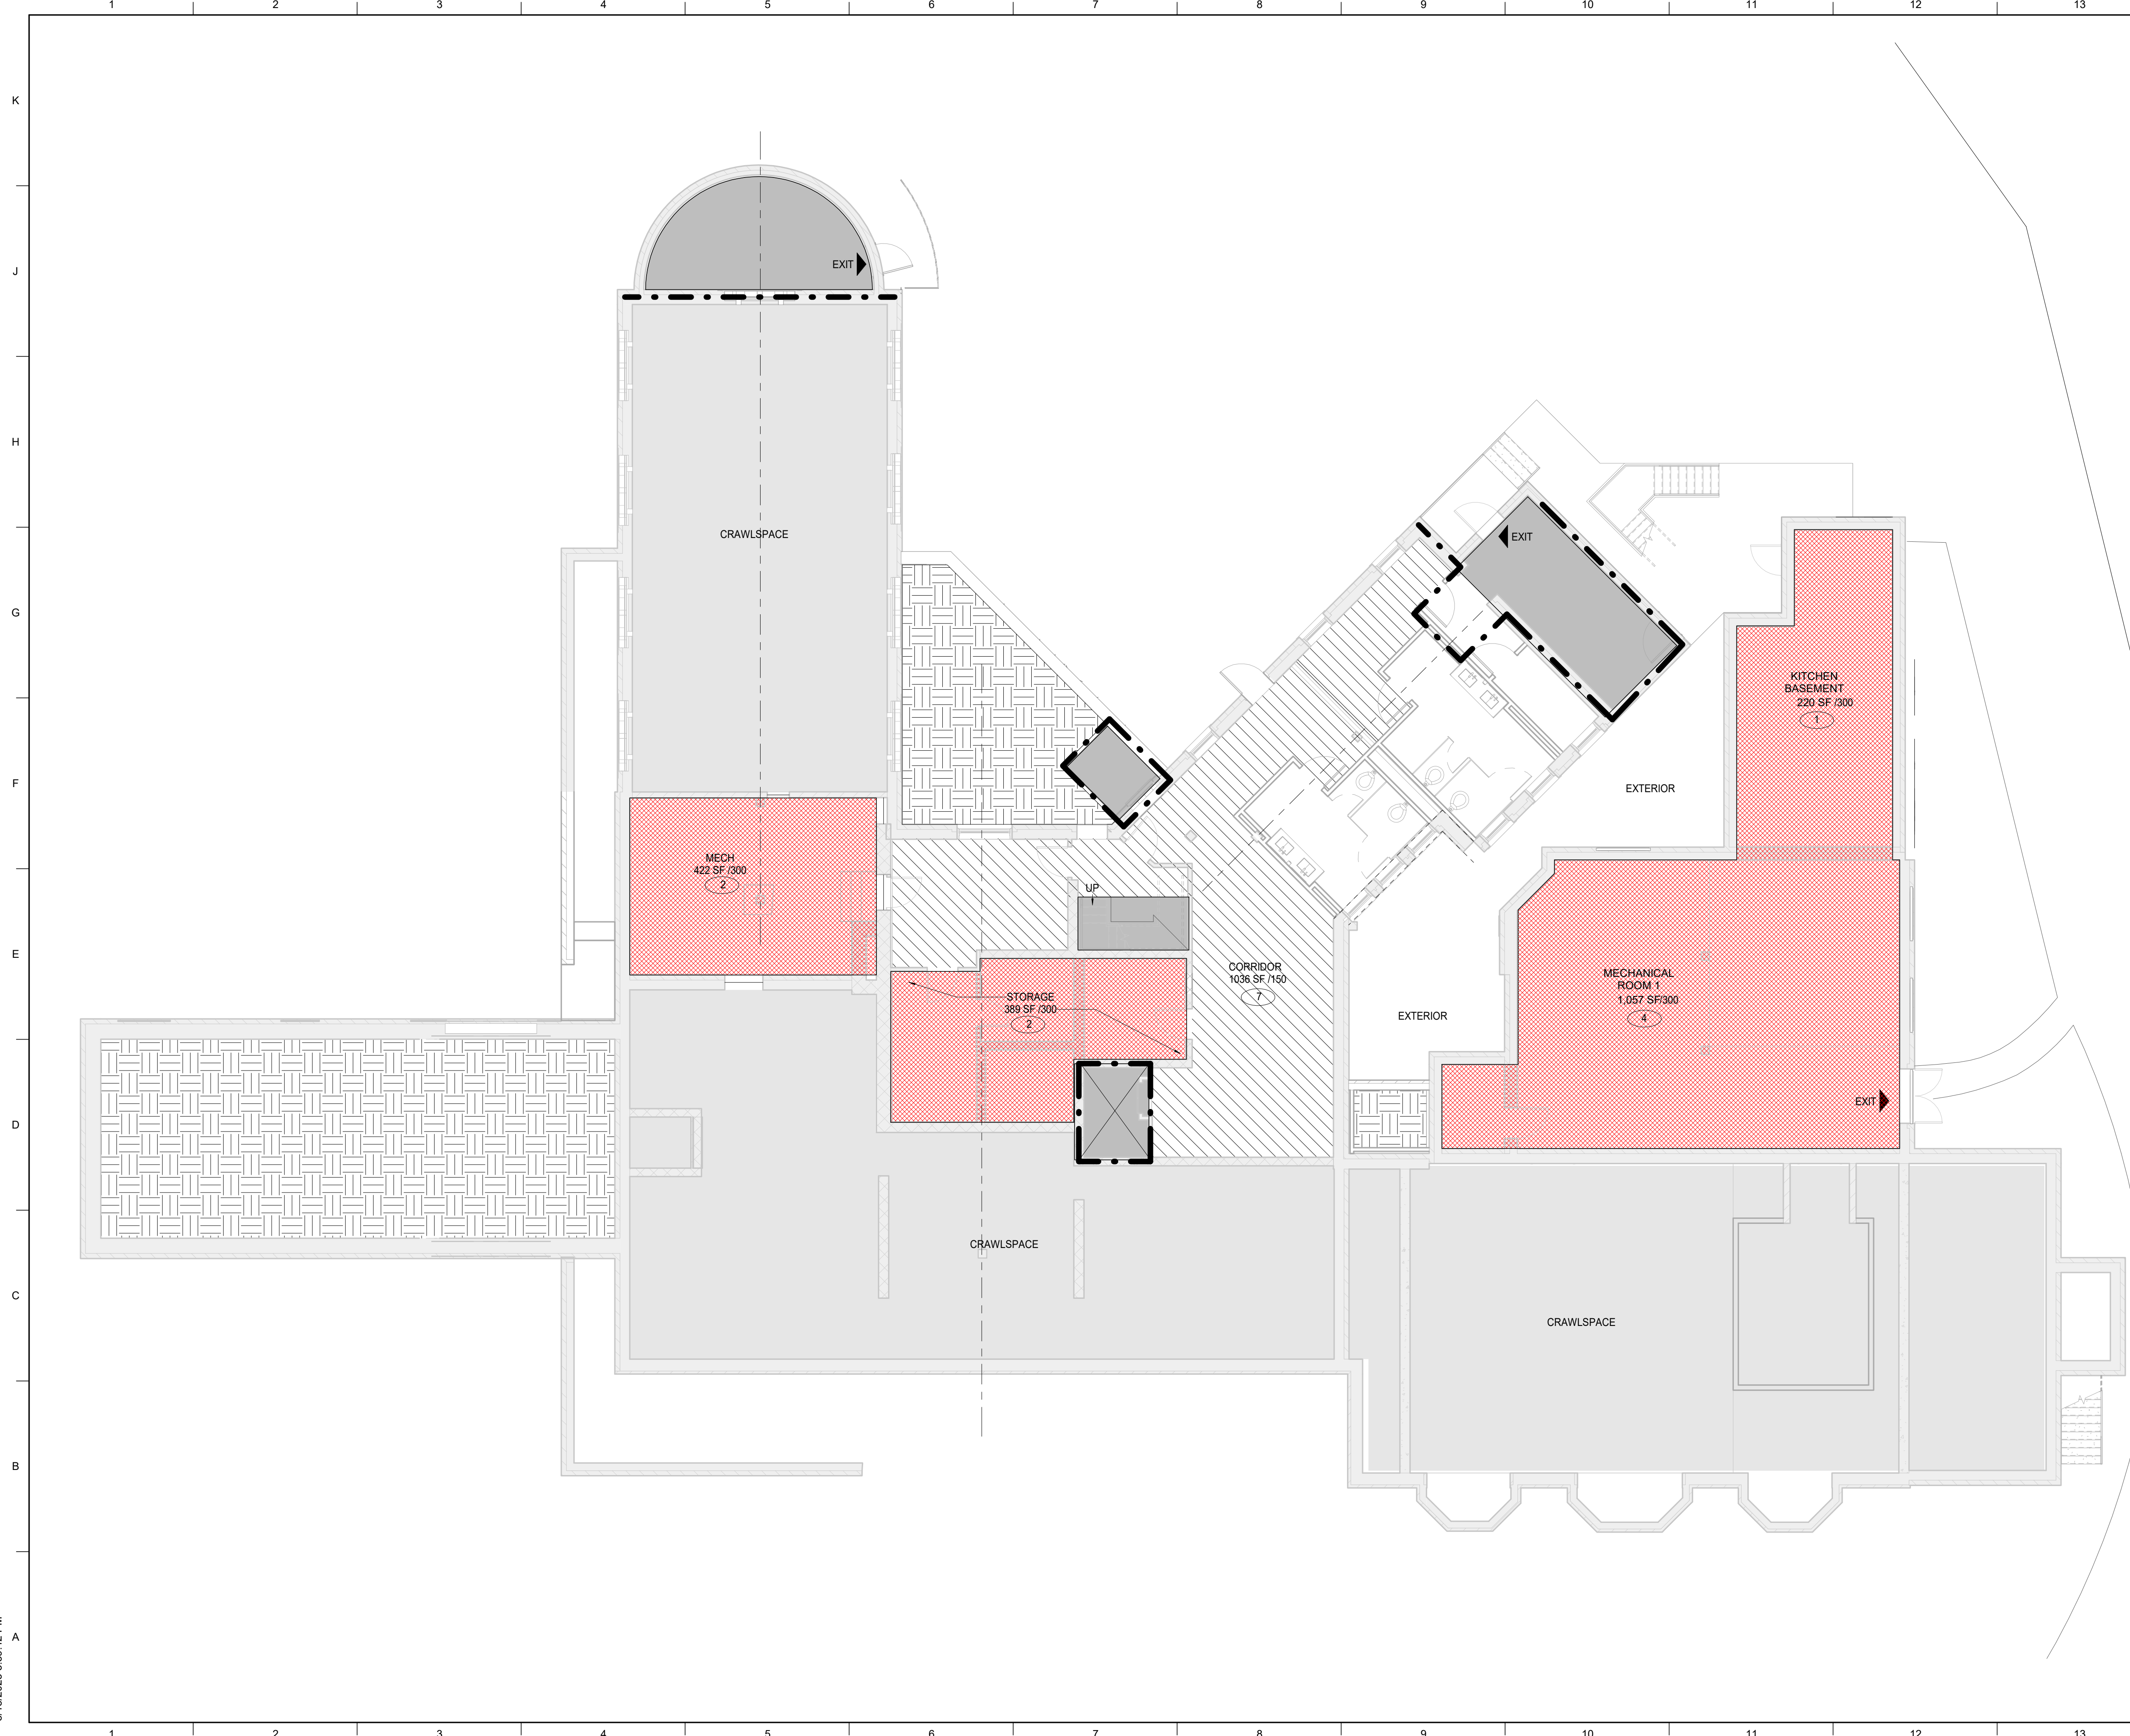 1 2 3 4 5 6 7 8 9 10 11 12 13
K
J
EXIT
H
CRAWLSPACE
EXIT
G
KITCHEN
BASEMENT
220 SF /300
1
F
EXTERIOR
MECH
422 SF /300
2
UP
E
CORRIDOR
1036 SF /150
7
MECHANICAL
ROOM 1
1,057 SF/300
4
STORAGE
389 SF /300
2
EXTERIOR
EXIT
D
CRAWLSPACE
C
CRAWLSPACE
B
A
1 2 3 4 5 6 7 8 9 10 11 12 13